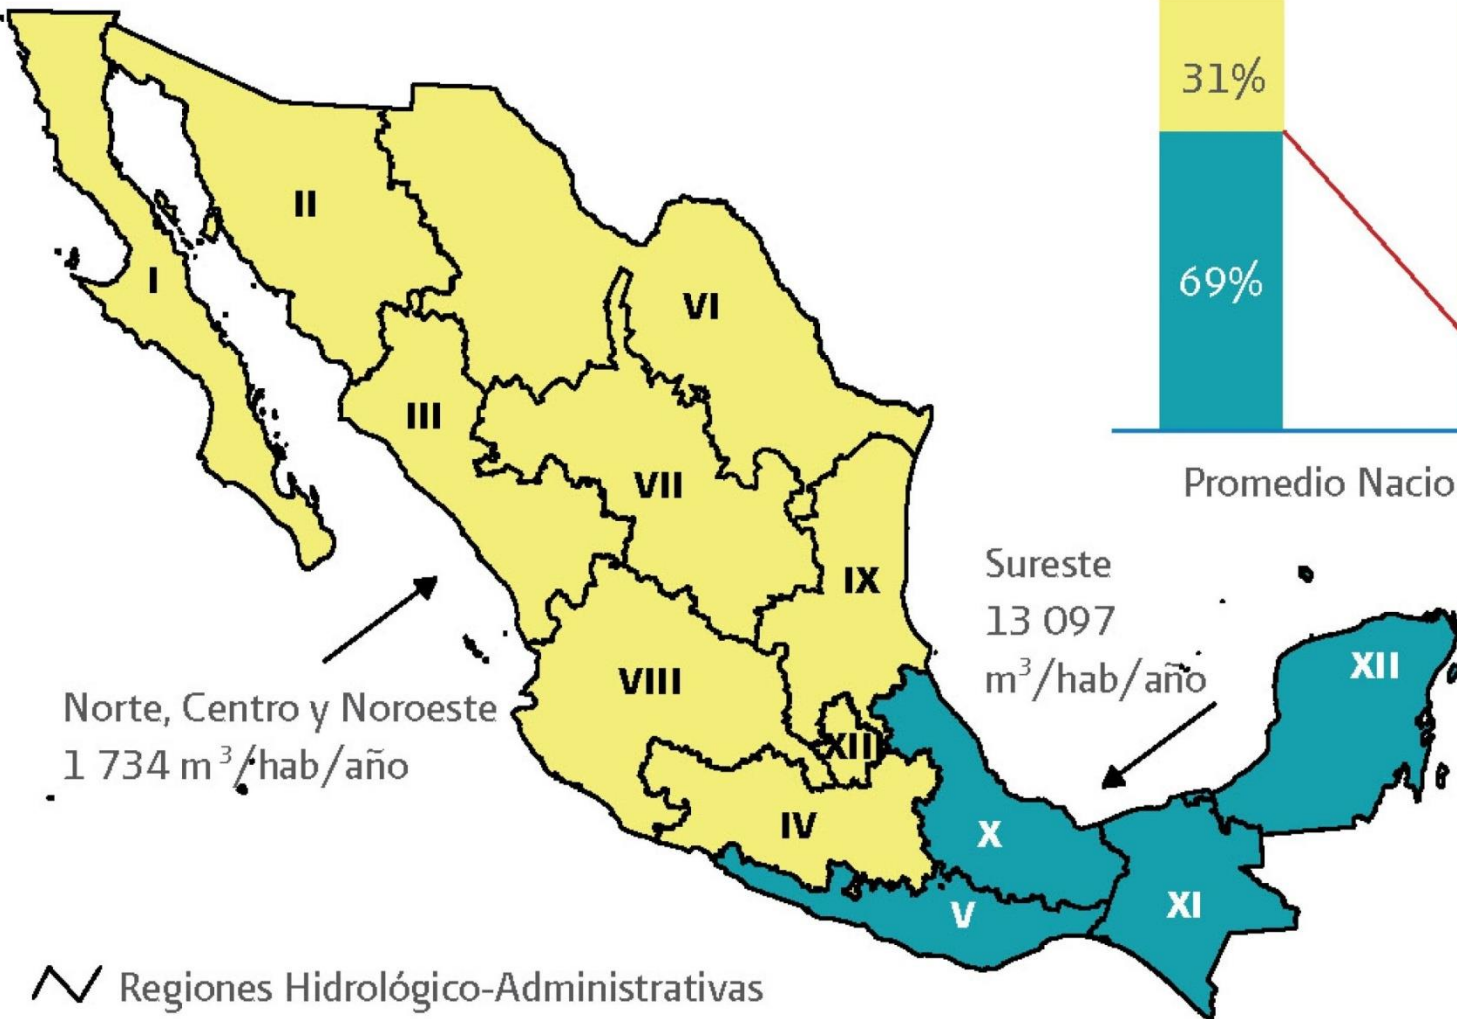 31%
69%
Promedio Nacio
I
II
III
VI
VII
IX
VIII
XIII
IV
X
V
XI
XII
Sureste
13 097
m³/hab/año
Norte, Centro y Noroeste
1 734 m³/hab/año
Regiones Hidrológico-Administrativas